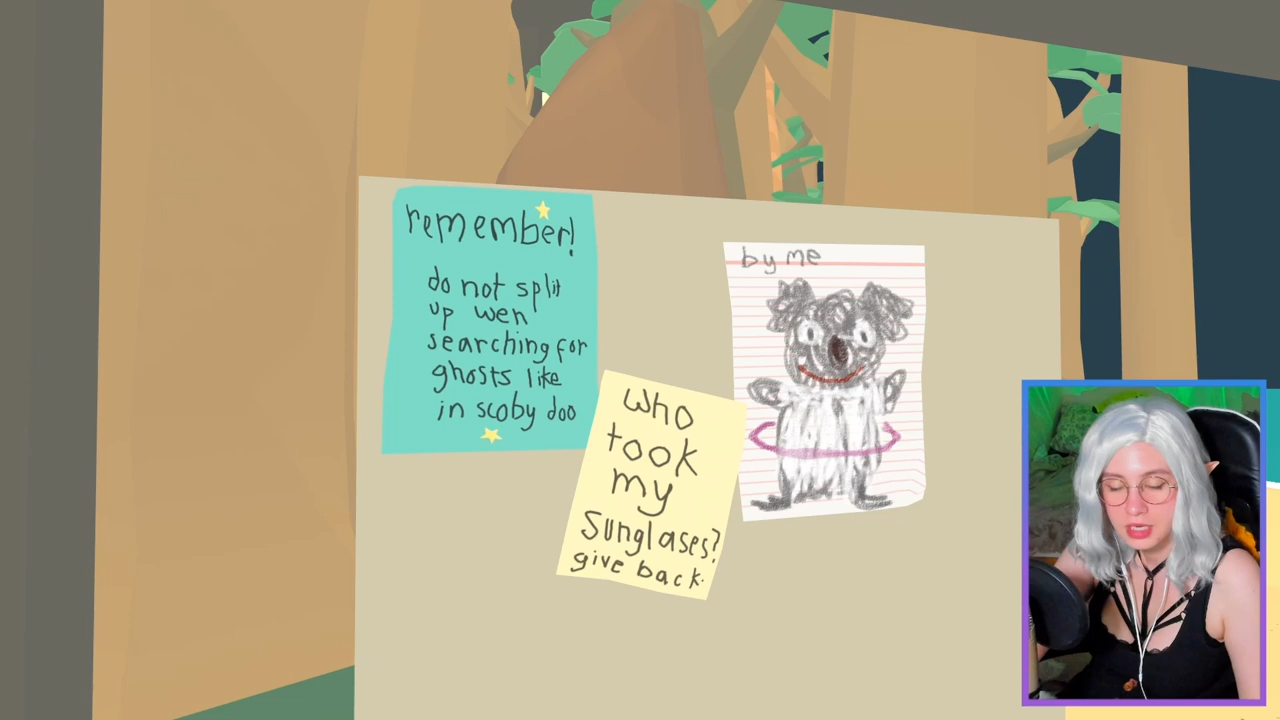 remember!
do not split
up wen
searching for
ghosts like
in scoby doo
who
took
my
sunglases?
give back.
by me